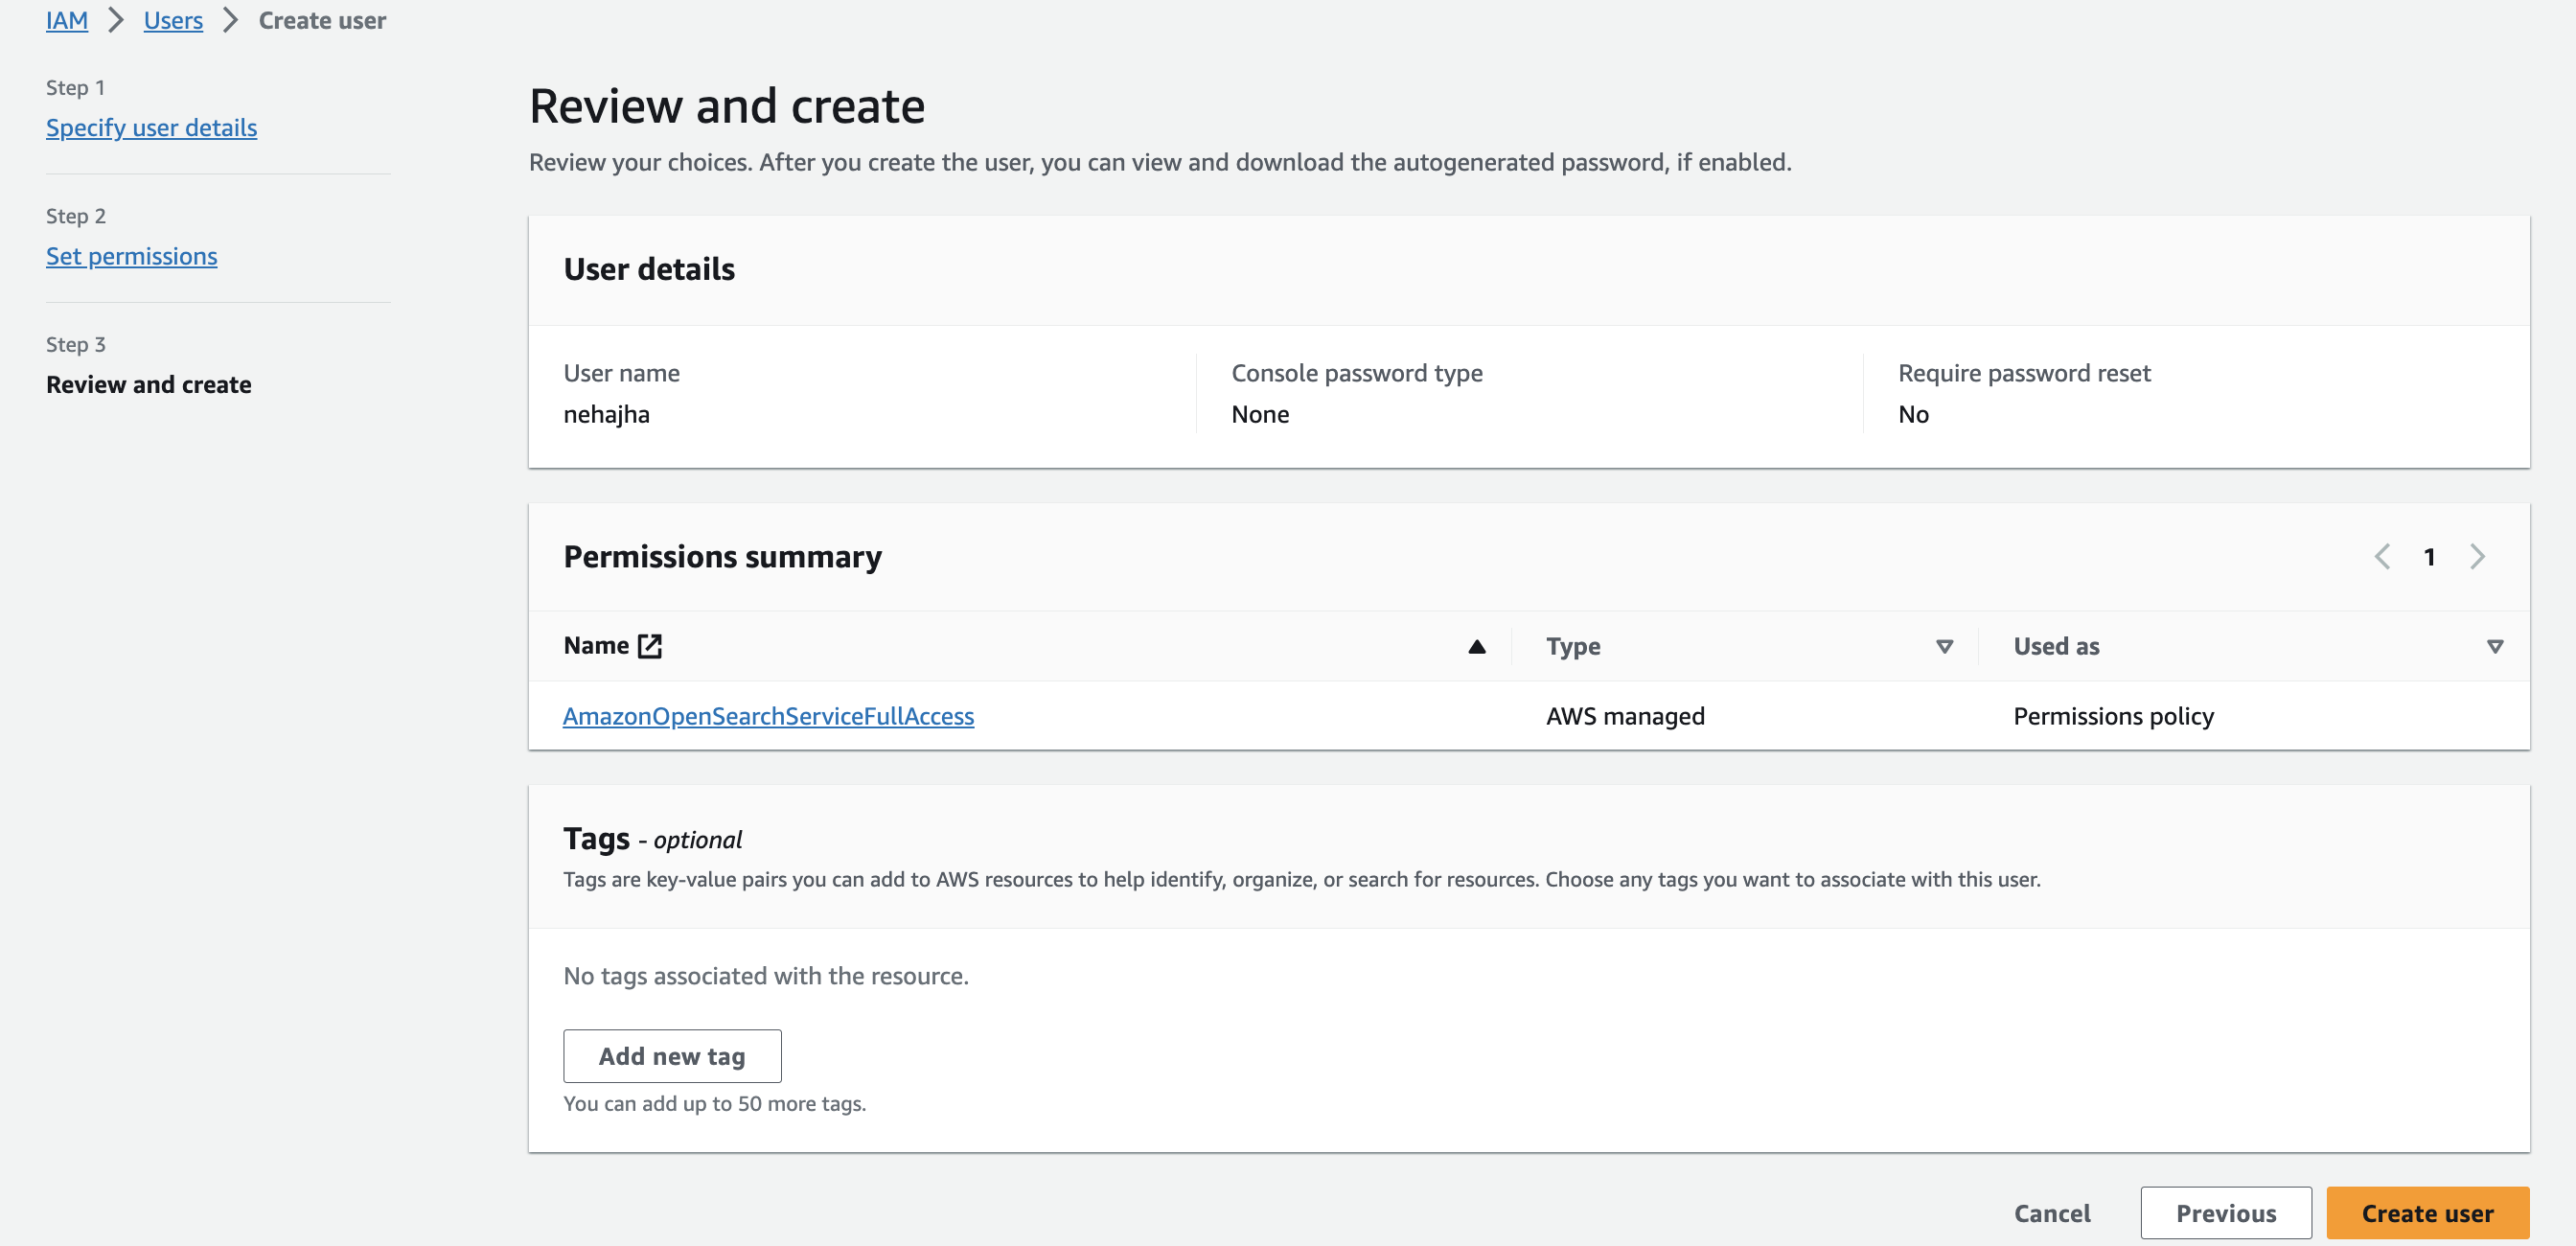 IAM > Users > Create user
Step 1
Specify user details
Step 2
Set permissions
Step 3
Review and create
Review and create
Review your choices. After you create the user, you can view and download the autogenerated password, if enabled.
User details
User name
nehajha
Console password type
None
Require password reset
No
Permissions summary
1
Name Type Used as
AmazonOpenSearchServiceFullAccess AWS managed Permissions policy
Tags - optional
Tags are key-value pairs you can add to AWS resources to help identify, organize, or search for resources. Choose any tags you want to associate with this user.
No tags associated with the resource.
Add new tag
You can add up to 50 more tags.
Cancel Previous Create user